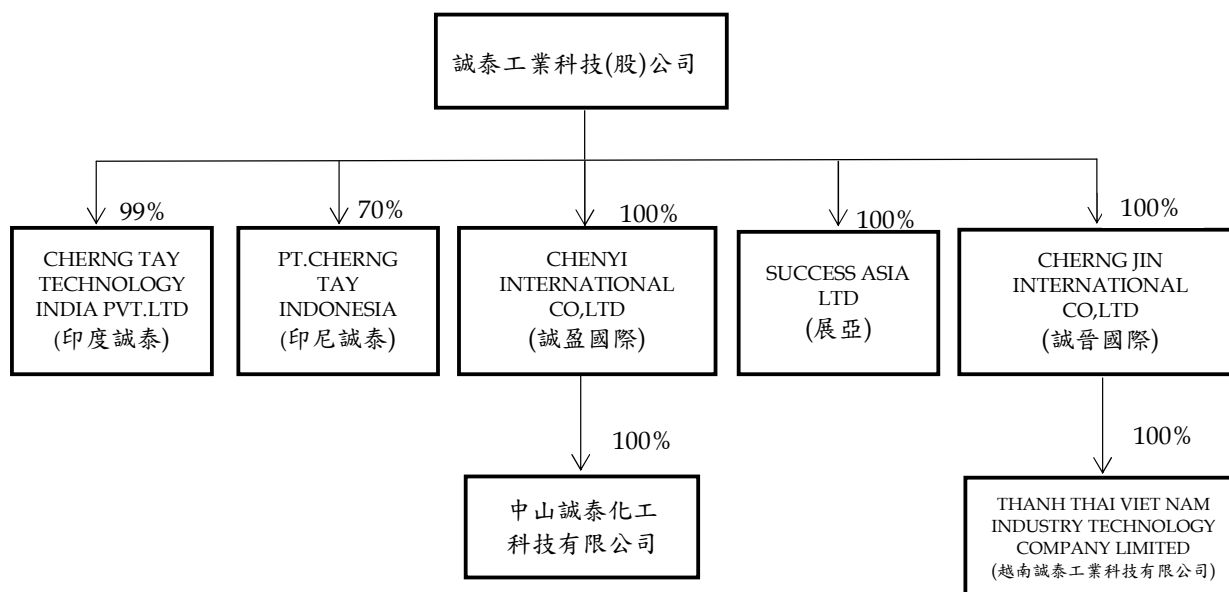 誠泰工業科技(股)公司
99%
70%
100%
100%
100%
CHERNG TAY
TECHNOLOGY
INDIA PVT.LTD
(印度誠泰)
PT.CHERNG
TAY
INDONESIA
(印尼誠泰)
CHENYI
INTERNATIONAL
CO,LTD
(誠盈國際)
SUCCESS ASIA
LTD
(展亞)
CHERNG JIN
INTERNATIONAL
CO,LTD
(誠晉國際)
100%
100%
中山誠泰化工
科技有限公司
THANH THAI VIET NAM
INDUSTRY TECHNOLOGY
COMPANY LIMITED
(越南誠泰工業科技有限公司)